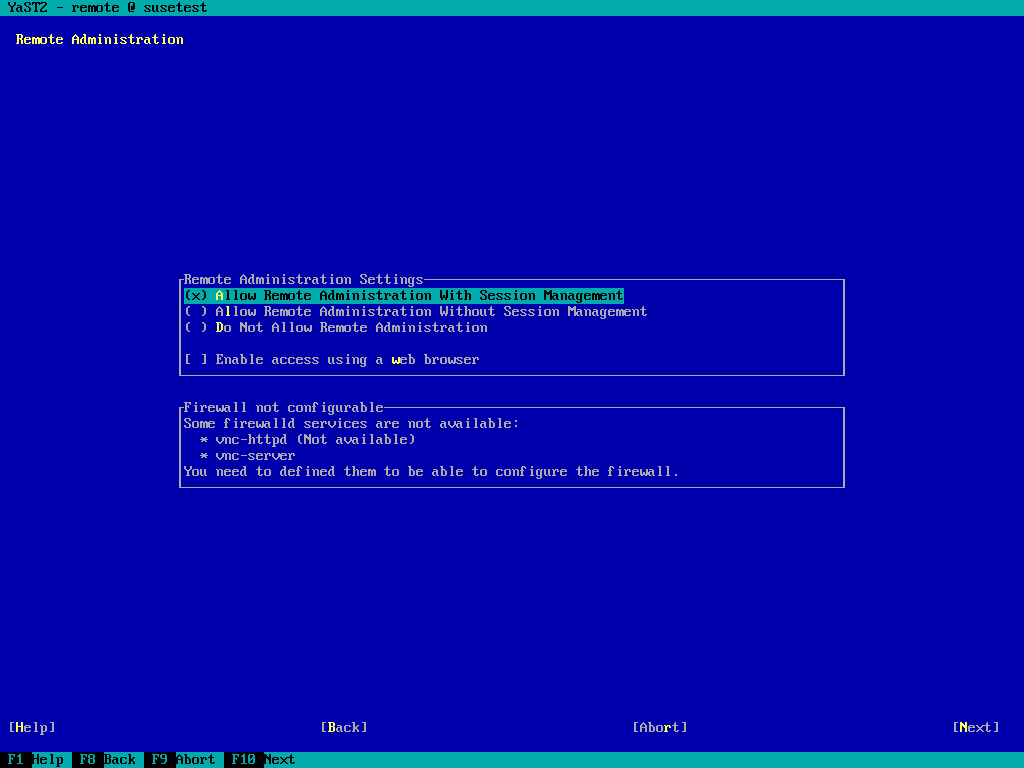 YaST2 - remote @ susetest
Remote Administration
Remote Administration Settings
(x) Allow Remote Administration With Session Management
( ) Allow Remote Administration Without Session Management
( ) Do Not Allow Remote Administration
[ ] Enable access using a web browser
Firewall not configurable
Some firewalld services are not available:
* vnc-httpd (Not available)
* vnc-server
You need to defined them to be able to configure the firewall.
[Help] [Back] [Abort] [Next]
F1 Help F8 Back F9 Abort F10 Next